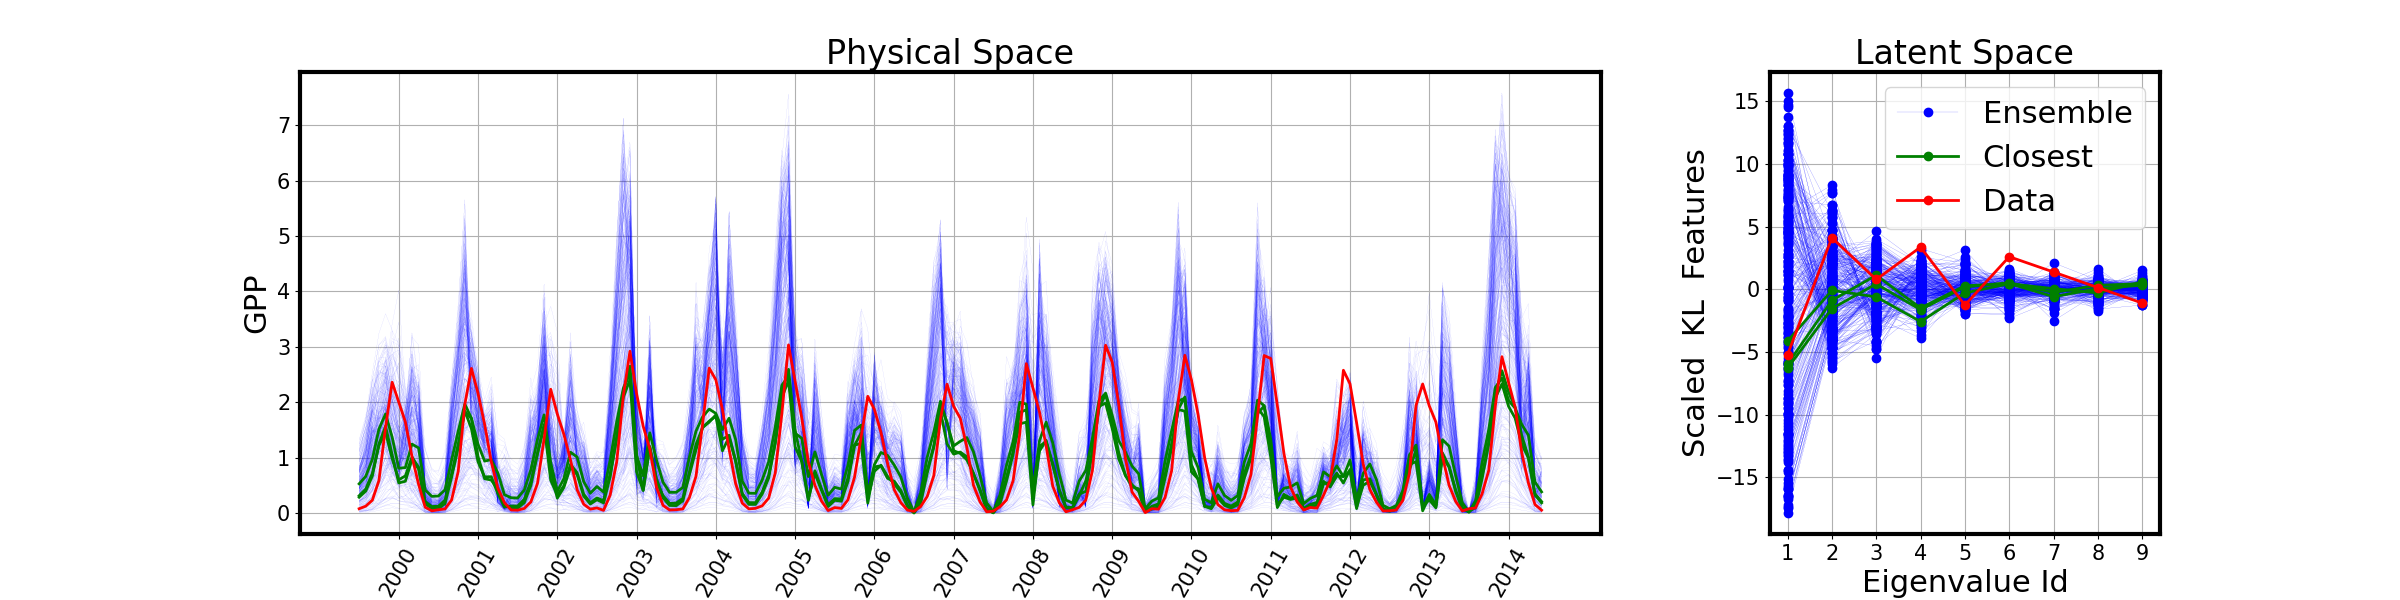 Physical Space
GPP
7
6
5
4
3
2
1
0
2000 2001 2002 2003 2004 2005 2006 2007 2008 2009 2010 2011 2012 2013 2014
Latent Space
Scaled KL Features
15
10
5
0
−5
−10
−15
Ensemble
Closest
Data
1 2 3 4 5 6 7 8 9
Eigenvalue Id